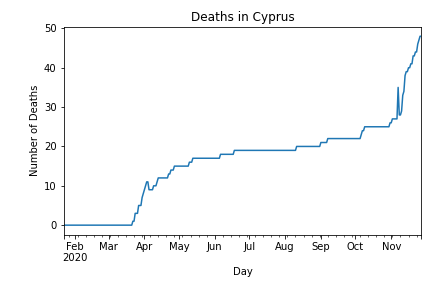 Deaths in Cyprus
50
40
30
20
10
0
Number of Deaths
Feb Mar Apr May Jun Jul Aug Sep Oct Nov
2020
Day